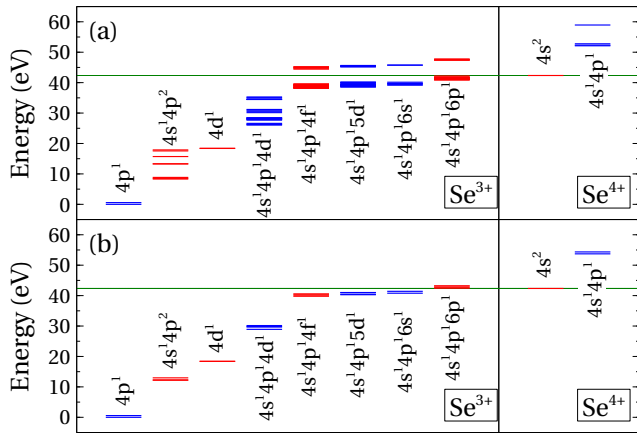 (a)
Energy (eV)
60
50
40
30
20
10
0
4p¹
4s¹4p²
4d¹
4s¹4p¹4d¹
4s¹4p¹4f¹
4s¹4p¹5d¹
4s¹4p¹6s¹
4s¹4p¹6p¹
Se³⁺
4s²
4s¹4p¹
Se⁴⁺
(b)
Energy (eV)
60
50
40
30
20
10
0
4p¹
4s¹4p²
4d¹
4s¹4p¹4d¹
4s¹4p¹4f¹
4s¹4p¹5d¹
4s¹4p¹6s¹
4s¹4p¹6p¹
Se³⁺
4s²
4s¹4p¹
Se⁴⁺